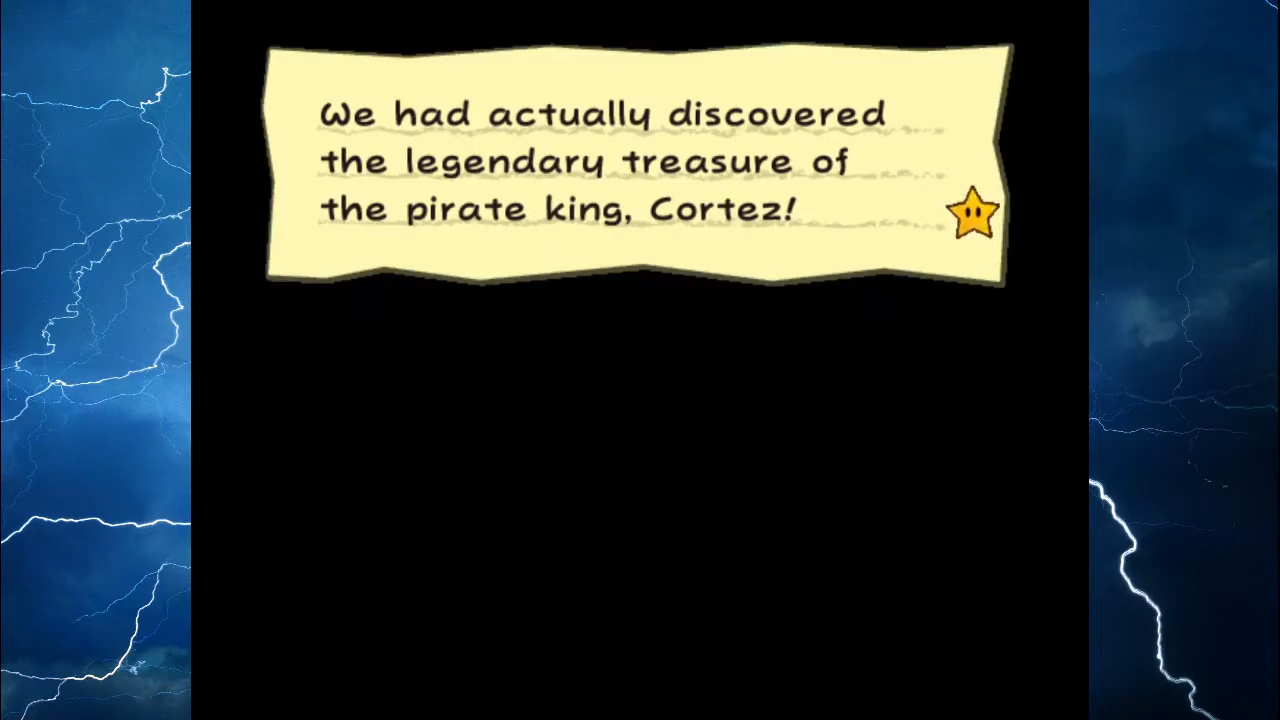 We had actually discovered
the legendary treasure of
the pirate king, Cortez!